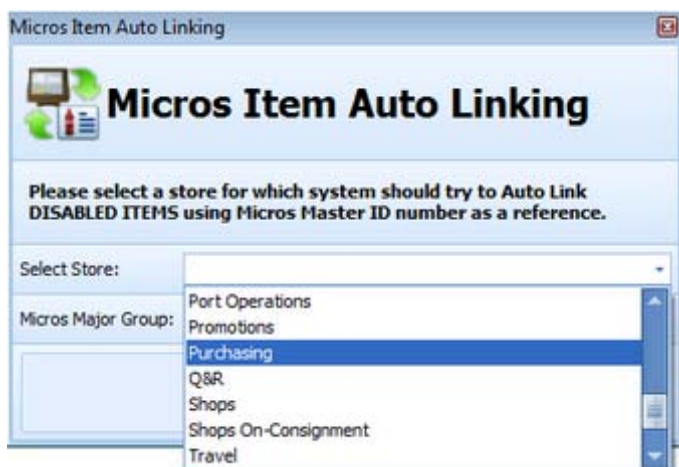 Micros Item Auto Linking
Micros Item Auto Linking
Please select a store for which system should try to Auto Link
DISABLED ITEMS using Micros Master ID number as a reference.
Select Store:
Micros Major Group:
Port Operations
Promotions
Purchasing
Q&R
Shops
Shops On-Consignment
Travel